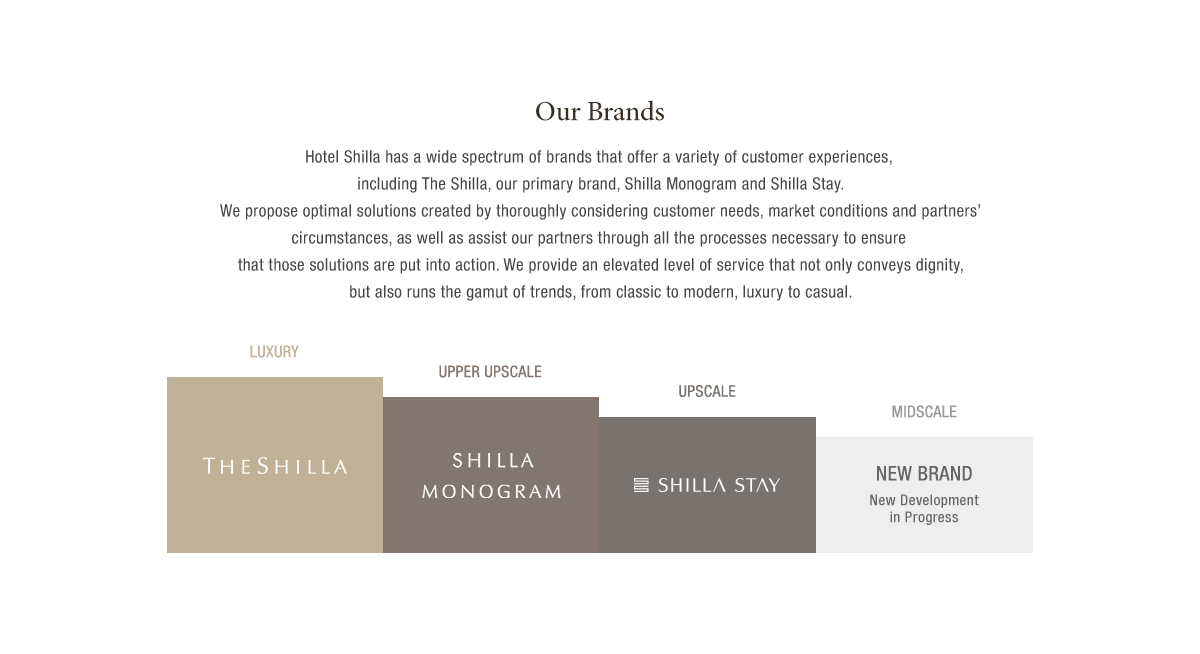 Our Brands
Hotel Shilla has a wide spectrum of brands that offer a variety of customer experiences,
including The Shilla, our primary brand, Shilla Monogram and Shilla Stay.
We propose optimal solutions created by thoroughly considering customer needs, market conditions and partners’
circumstances, as well as assist our partners through all the processes necessary to ensure
that those solutions are put into action. We provide an elevated level of service that not only conveys dignity,
but also runs the gamut of trends, from classic to modern, luxury to casual.
LUXURY
THE SHILLA
UPPER UPSCALE
SHILLA
MONOGRAM
UPSCALE
SHILLA STAY
MIDSCALE
NEW BRAND
New Development
in Progress